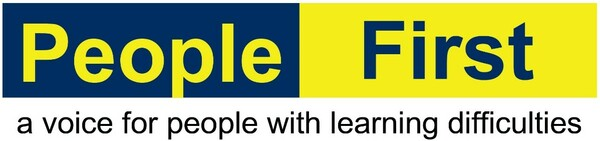 People First
a voice for people with learning difficulties